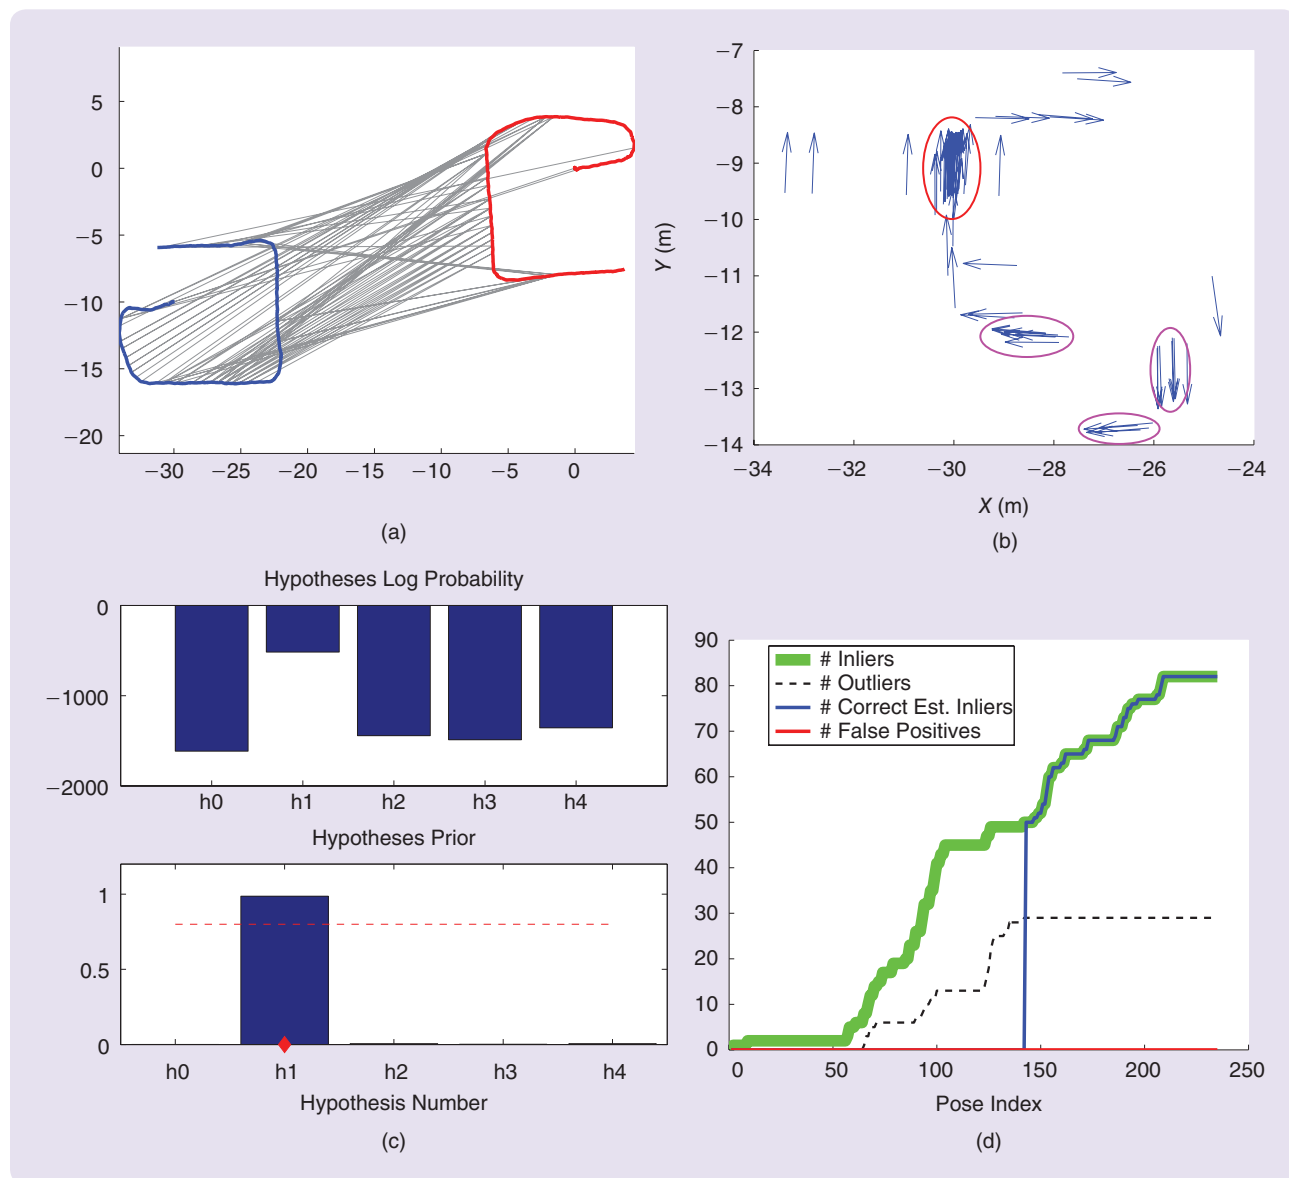 5
0
−5
−10
−15
−20
−30 −25 −20 −15 −10 −5 0
(a)
−7
−8
−9
−10
−11
−12
−13
−14
Y (m)
−34 −32 −30 −28 −26 −24
X (m)
(b)
Hypotheses Log Probability
0
−1000
−2000
h0 h1 h2 h3 h4
Hypotheses Prior
1
0.5
0
h0 h1 h2 h3 h4
Hypothesis Number
(c)
90
80
70
60
50
40
30
20
10
0
# Inliers
# Outliers
# Correct Est. Inliers
# False Positives
0 50 100 150 200 250
Pose Index
(d)